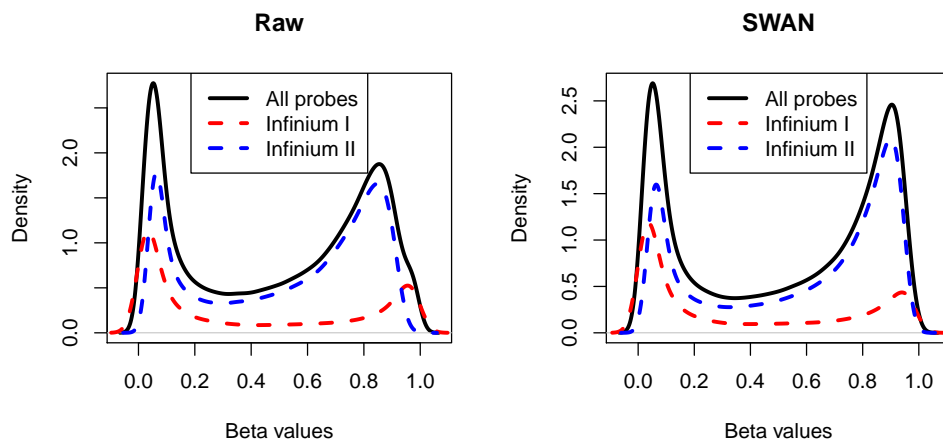 Raw
Density
0.0
1.0
2.0
All probes
Infinium I
Infinium II
0.0 0.2 0.4 0.6 0.8 1.0
Beta values
SWAN
Density
0.0 0.5 1.0 1.5 2.0 2.5
All probes
Infinium I
Infinium II
0.0 0.2 0.4 0.6 0.8 1.0
Beta values